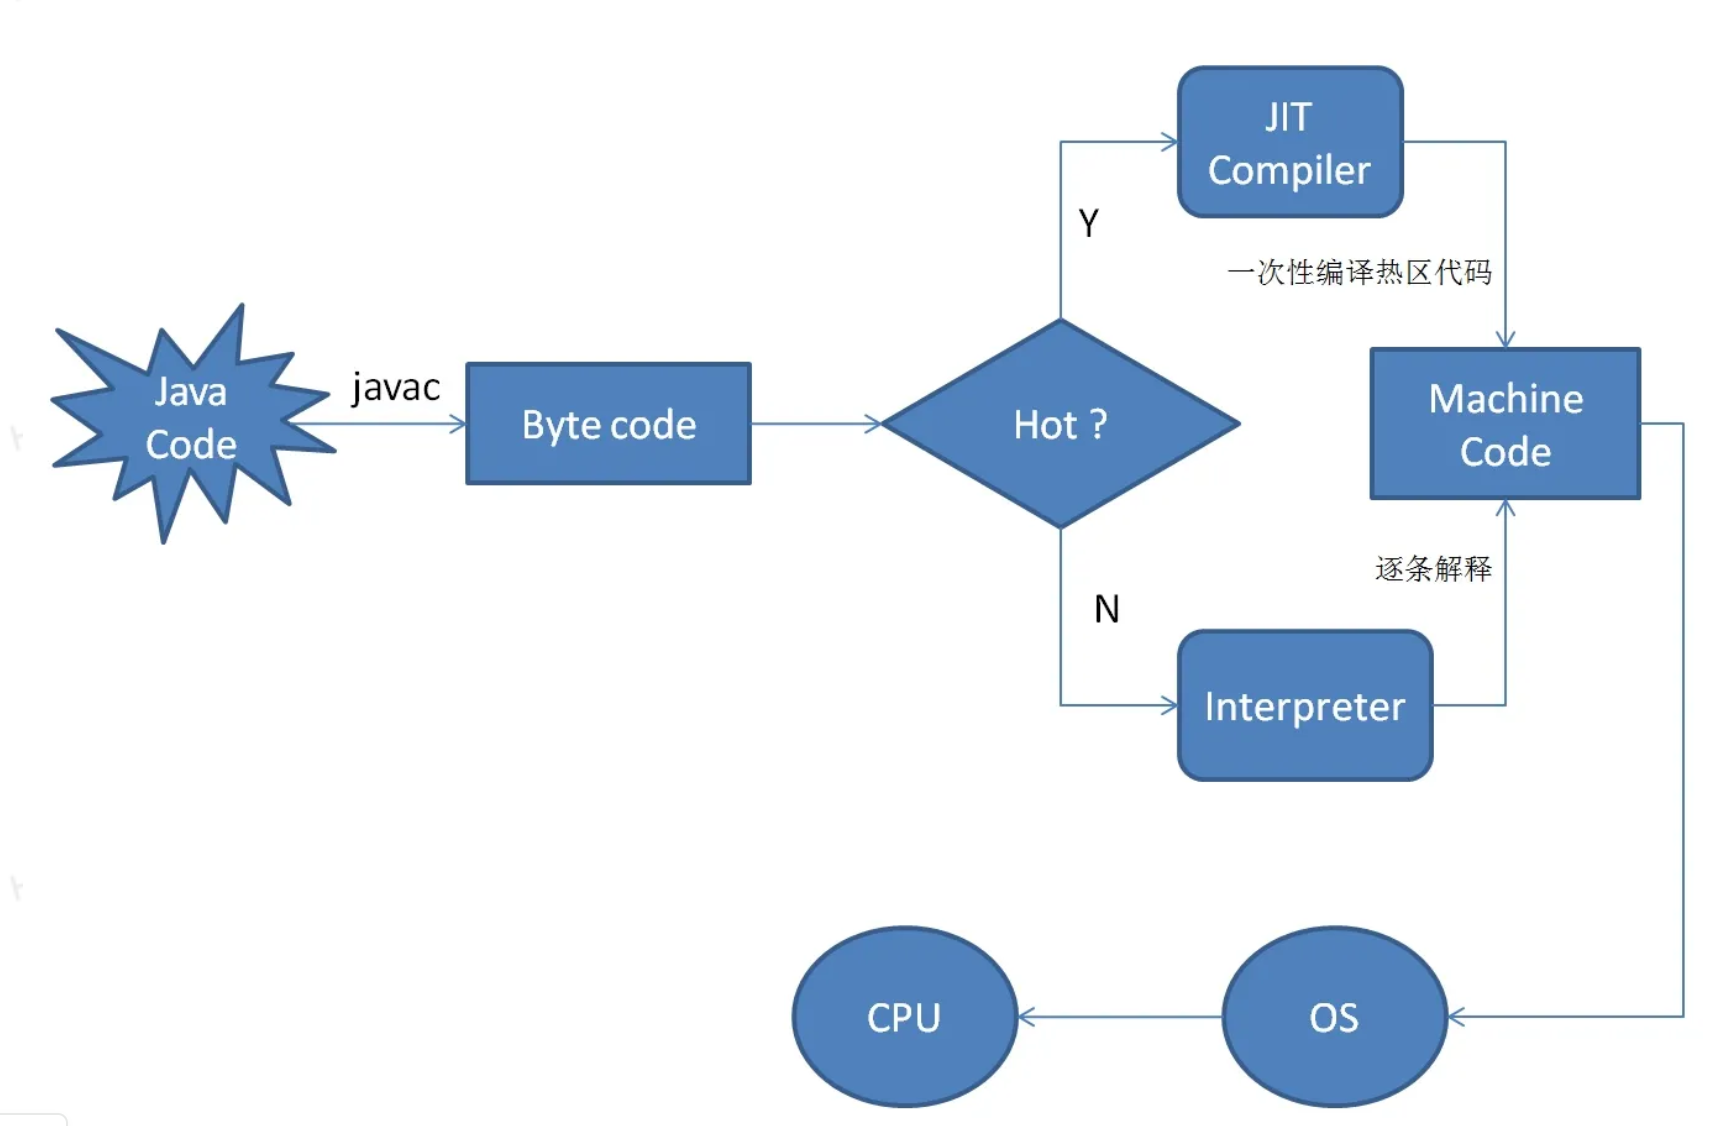 Java
Code
javac
Byte code
Hot ?
Y
JIT
Compiler
一次性编译热区代码
Machine
Code
N
逐条解释
Interpreter
OS
CPU